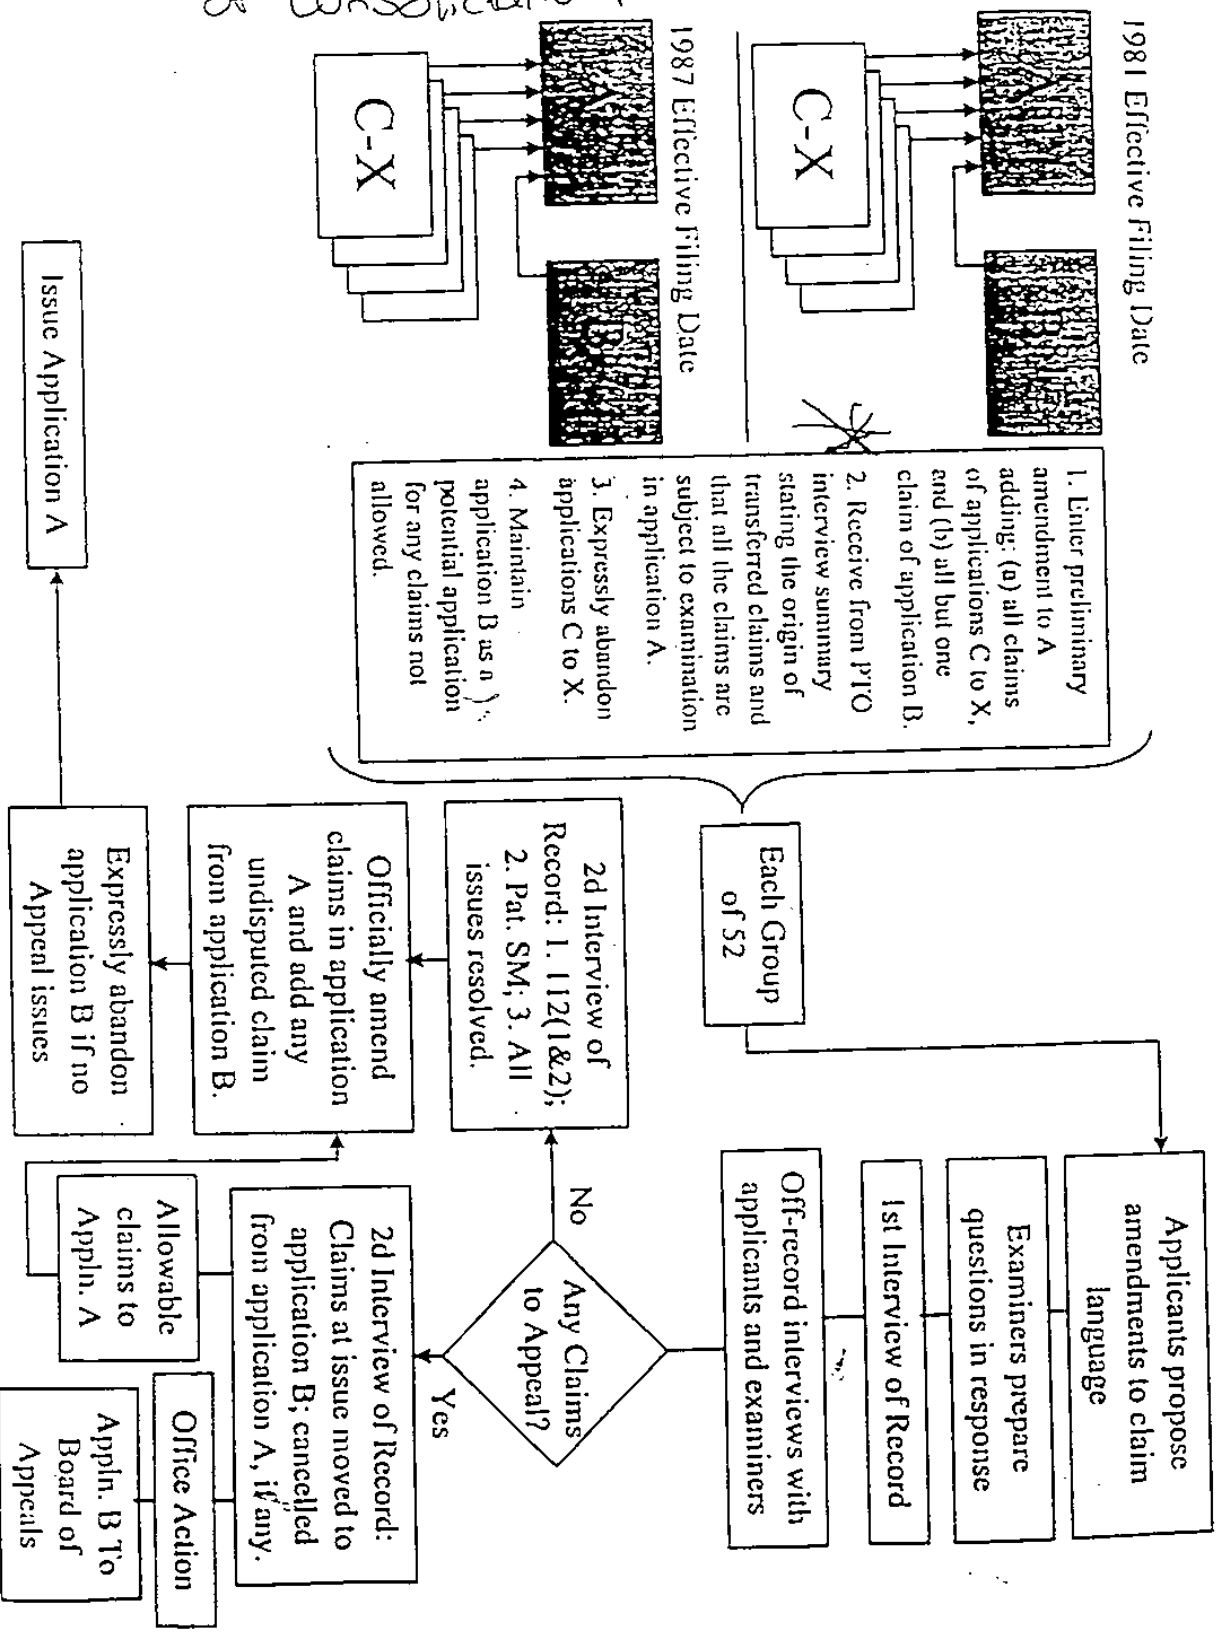 of consolidation
1981 Effective Filing Date
A
B
C-X
1987 Effective Filing Date
A
B
C-X
1. Enter preliminary
amendment to A
adding: (a) all claims
of applications C to X,
and (b) all but one
claim of application B.
2. Receive from PTO
interview summary
stating the origin of
transferred claims and
that all the claims are
subject to examination
in application A.
3. Expressly abandon
applications C to X.
4. Maintain
application B as a
potential application
for any claims not
allowed.
Each Group
of 52
Applicants propose
amendments to claim
language
Examiners prepare
questions in response
1st Interview of Record
Off-record interviews with
applicants and examiners
Any Claims
to Appeal?
No
Yes
2d Interview of
Record: 1. 112(1&2);
2. Pat. SM; 3. All
issues resolved.
Officially amend
claims in application
A and add any
undisputed claim
from application B.
Expressly abandon
application B if no
Appeal issues
Issue Application A
2d Interview of Record:
Claims at issue moved to
application B; cancelled
from application A, if any.
Allowable
claims to
Appln. A
Office Action
Appln. B To
Board of
Appeals